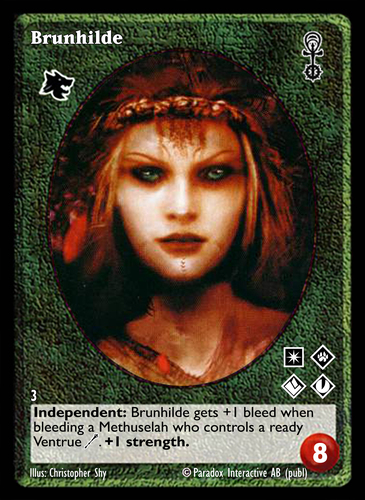 Brunhilde
3
Independent: Brunhilde gets +1 bleed when
bleeding a Methuselah who controls a ready
Ventrue . +1 strength.
8
Illus: Christopher Shy © Paradox Interactive AB (publ)